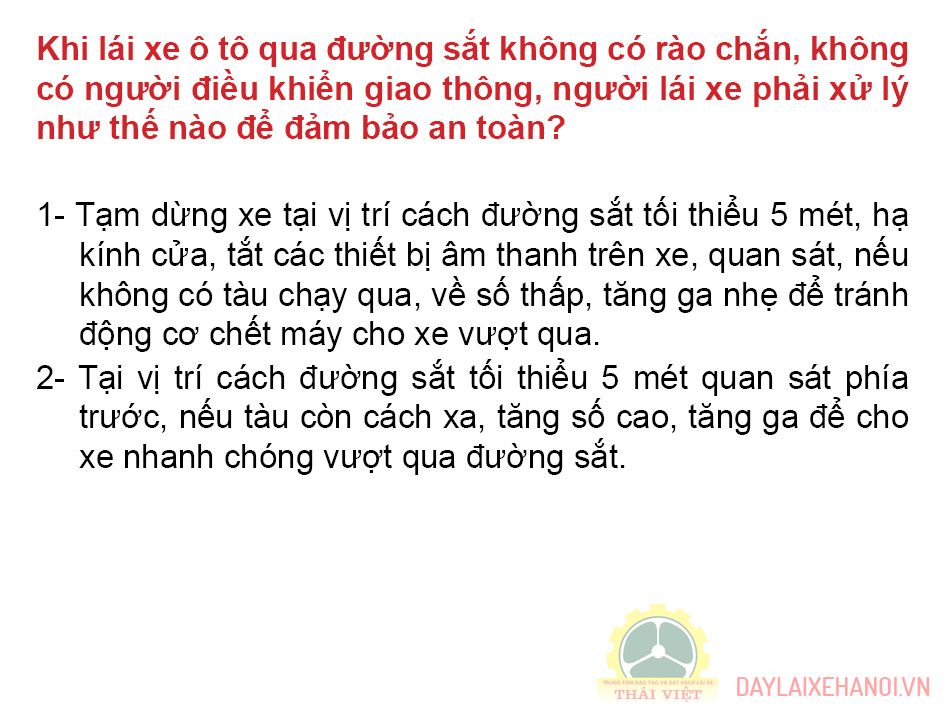 Khi lái xe ô tô qua đường sắt không có rào chắn, không
có người điều khiển giao thông, người lái xe phải xử lý
như thế nào để đảm bảo an toàn?
1- Tạm dừng xe tại vị trí cách đường sắt tối thiểu 5 mét, hạ
kính cửa, tắt các thiết bị âm thanh trên xe, quan sát, nếu
không có tàu chạy qua, về số thấp, tăng ga nhẹ để tránh
động cơ chết máy cho xe vượt qua.
2- Tại vị trí cách đường sắt tối thiểu 5 mét quan sát phía
trước, nếu tàu còn cách xa, tăng số cao, tăng ga để cho
xe nhanh chóng vượt qua đường sắt.
TRUNG TÂM ĐÀO TẠO VÀ SÁT HẠCH LÁI XE
THÁI VIỆT
DAYLAIXEHANOI.VN